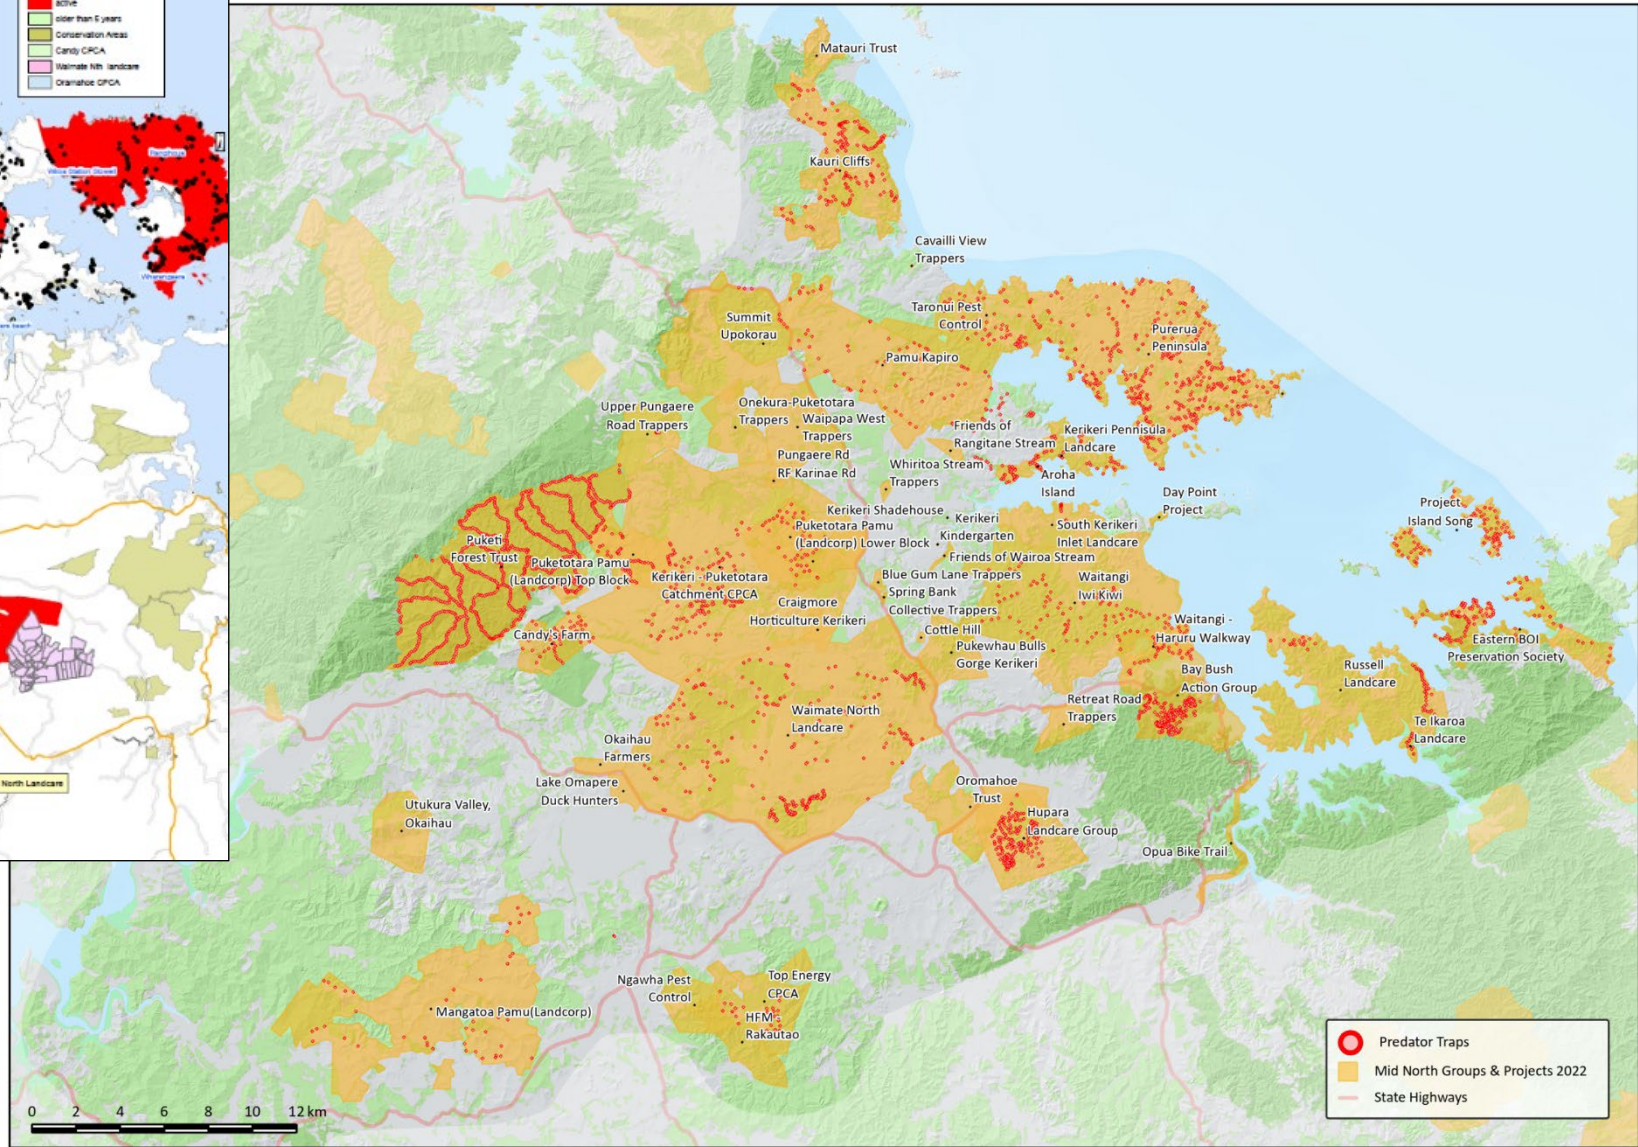 active
older than 5 years
Conservation Areas
Candy CPCA
Waimate Nth landcare
Oramahoe CPCA
North Landcare
Matauri Trust
Kauri Cliffs
Cavailli View
Trappers
Taronui Pest
Control
Summit
Upokorau
Purerua
Peninsula
Pamu Kapiro
Upper Pungaere
Road Trappers
Onekura-Puketotara
Trappers
Waipapa West
Trappers
Pungaere Rd
RF Karinae Rd
Friends of
Rangitane Stream
Kerikeri Pennisula
Landcare
Whiritoa Stream
Trappers
Aroha
Island
Day Point
Project
Project
Island Song
Kerikeri Shadehouse
Kerikeri
Kindergarten
South Kerikeri
Inlet Landcare
Puketotara Pamu
(Landcorp) Lower Block
Friends of Wairoa Stream
Puketi
Forest Trust
Puketotara Pamu
(Landcorp) Top Block
Kerikeri - Puketotara
Catchment CPCA
Blue Gum Lane Trappers
Spring Bank
Collective Trappers
Waitangi
Iwi Kiwi
Craigmore
Horticulture Kerikeri
Candy's Farm
Cottle Hill
Pukewhau Bulls
Gorge Kerikeri
Waitangi -
Haruru Walkway
Eastern BOI
Preservation Society
Bay Bush
Action Group
Russell
Landcare
Retreat Road
Trappers
Waimate North
Landcare
Te Ikaroa
Landcare
Okaihau
Farmers
Lake Omapere
Duck Hunters
Oromahoe
Trust
Utukura Valley,
Okaihau
Hupara
Landcare Group
Opua Bike Trail
Ngawha Pest
Control
Top Energy
CPCA
Mangatoa Pamu(Landcorp)
HFM
Rakautao
Predator Traps
Mid North Groups & Projects 2022
State Highways
0 2 4 6 8 10 12 km